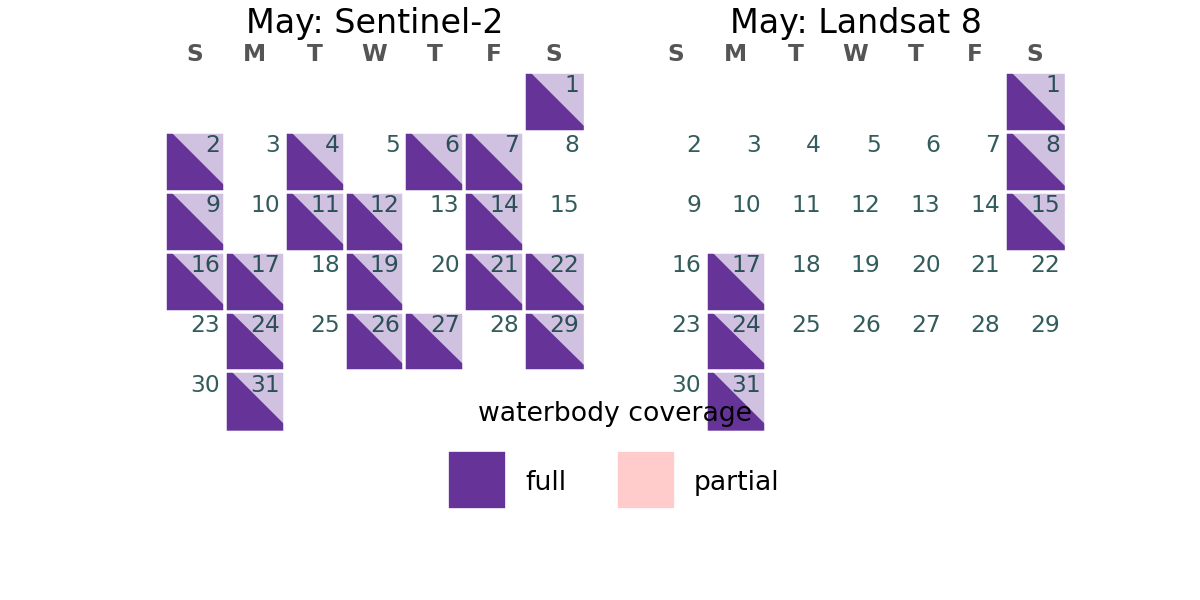 May: Sentinel-2
S M T W T F S
1
2 3 4 5 6 7 8
9 10 11 12 13 14 15
16 17 18 19 20 21 22
23 24 25 26 27 28 29
30 31
May: Landsat 8
S M T W T F S
1
2 3 4 5 6 7 8
9 10 11 12 13 14 15
16 17 18 19 20 21 22
23 24 25 26 27 28 29
30 31
waterbody coverage
full partial